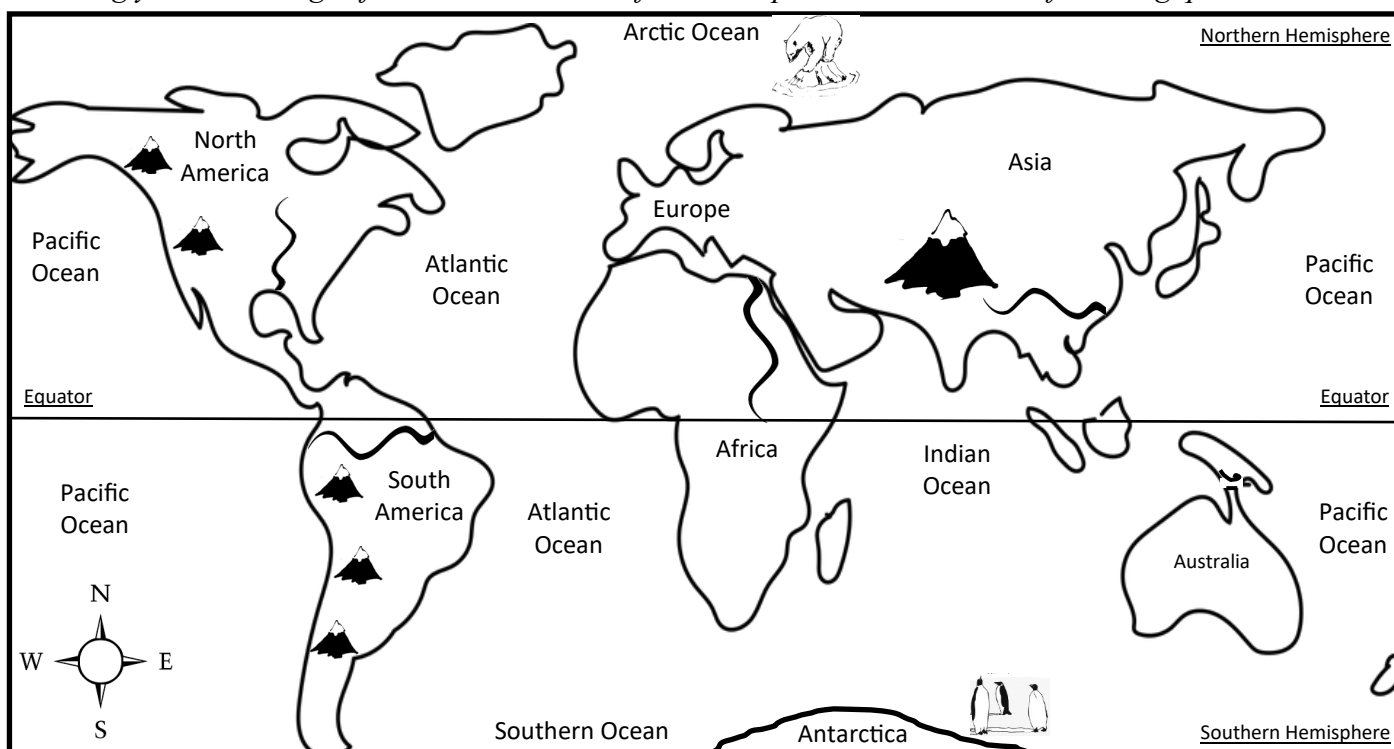 Arctic Ocean
Northern Hemisphere
North
America
Asia
Europe
Pacific
Ocean
Atlantic
Ocean
Pacific
Ocean
Equator
Equator
Africa
Indian
Ocean
South
America
Pacific
Ocean
Atlantic
Ocean
Pacific
Ocean
Australia
N
W
E
S
Southern Ocean
Antarctica
Southern Hemisphere